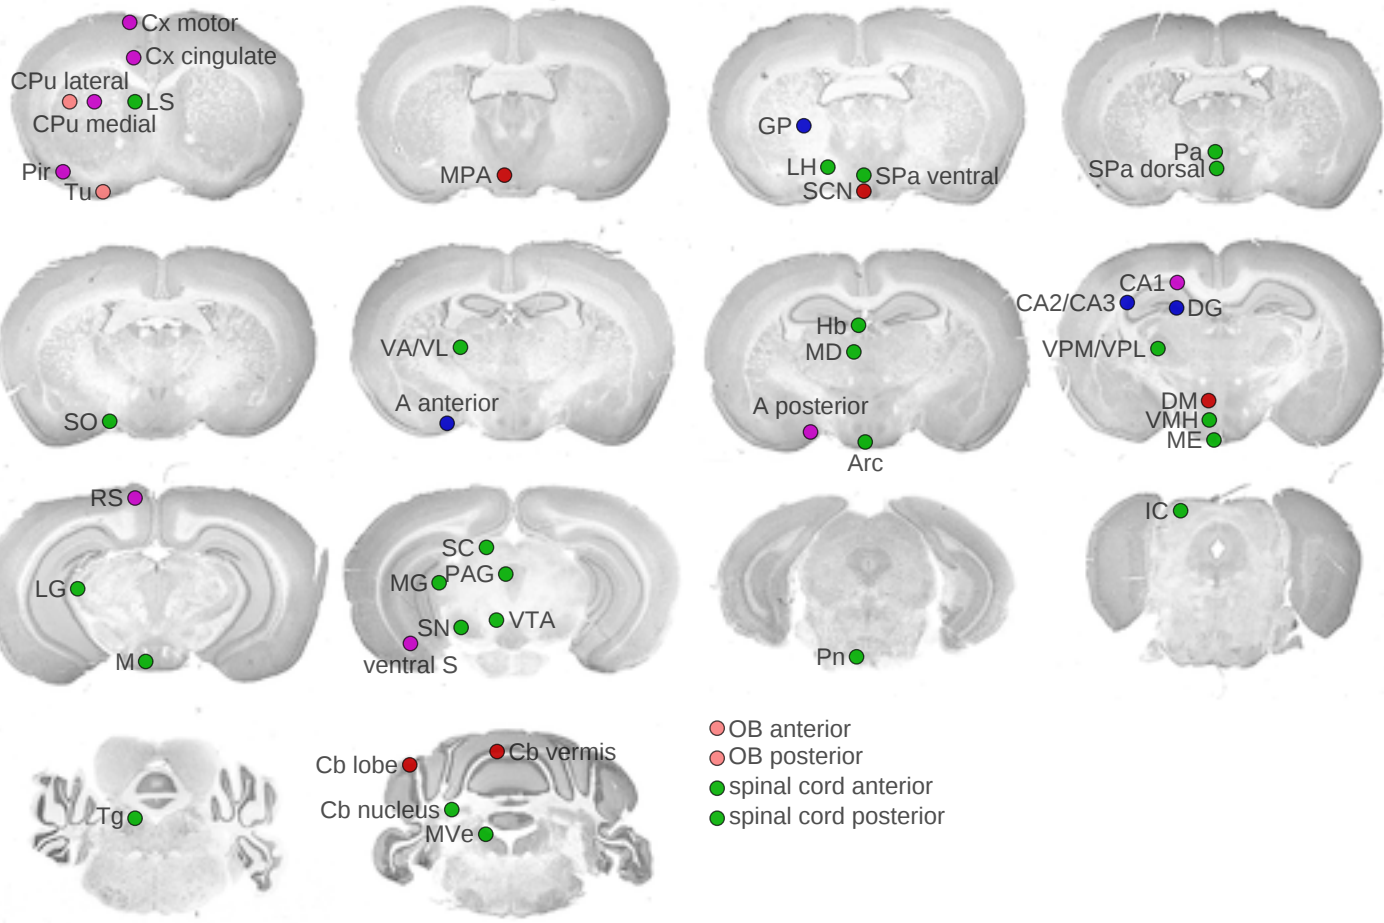 Cx motor
Cx cingulate
CPu lateral
LS
CPu medial
Pir
Tu
MPA
GP
LH
SPa ventral
SCN
Pa
SPa dorsal
SO
VA/VL
A anterior
Hb
MD
A posterior
Arc
CA1
CA2/CA3
DG
VPM/VPL
DM
VMH
ME
RS
LG
M
SC
MG
PAG
SN
VTA
ventral S
Pn
IC
Tg
Cb lobe
Cb vermis
Cb nucleus
MVe
OB anterior
OB posterior
spinal cord anterior
spinal cord posterior